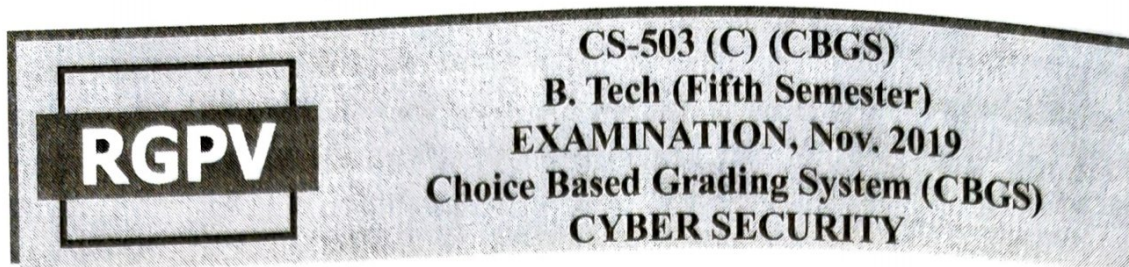 RGPV
CS-503 (C) (CBGS)
B. Tech (Fifth Semester)
EXAMINATION, Nov. 2019
Choice Based Grading System (CBGS)
CYBER SECURITY